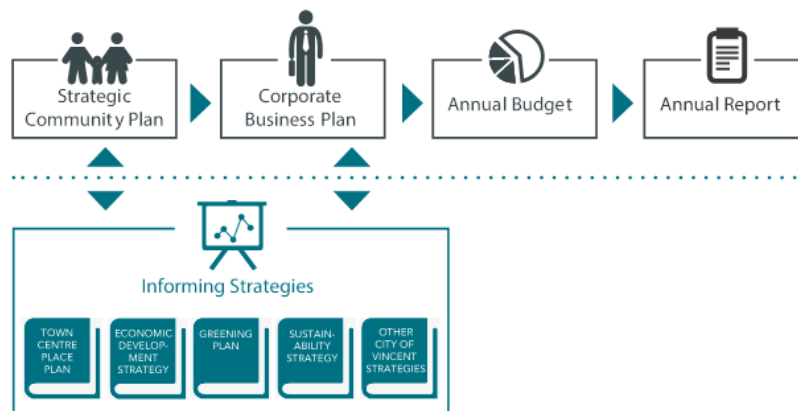 Strategic
Community Plan
Corporate
Business Plan
Annual Budget
Annual Report
Informing Strategies
TOWN
CENTRE
PLACE
PLAN
ECONOMIC
DEVELOP-
MENT
STRATEGY
GREENING
PLAN
SUSTAIN-
ABILITY
STRATEGY
OTHER
CITY OF
VINCENT
STRATEGIES